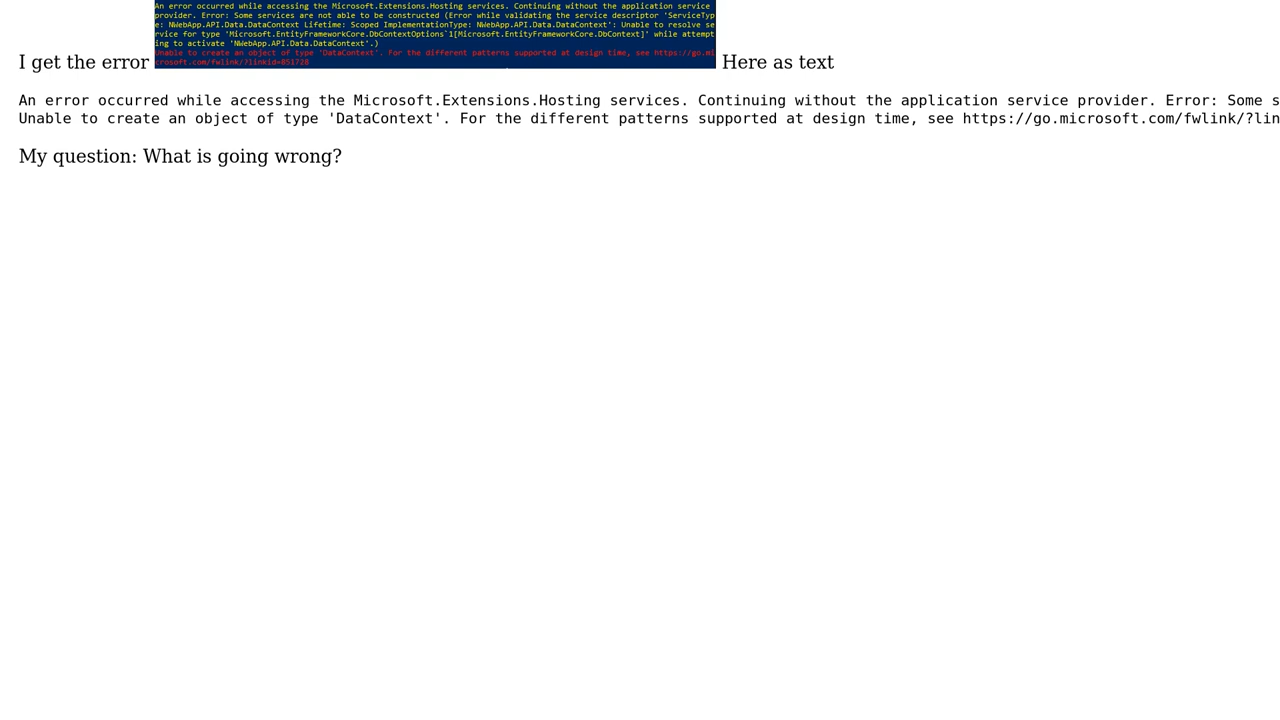 An error occurred while accessing the Microsoft.Extensions.Hosting services. Continuing without the application service
provider. Error: Some services are not able to be constructed (Error while validating the service descriptor 'ServiceTyp
e: NWebApp.API.Data.DataContext Lifetime: Scoped ImplementationType: NWebApp.API.Data.DataContext': Unable to resolve se
rvice for type 'Microsoft.EntityFrameworkCore.DbContextOptions`1[Microsoft.EntityFrameworkCore.DbContext]' while attempt
ing to activate 'NWebApp.API.Data.DataContext'.)
Unable to create an object of type 'DataContext'. For the different patterns supported at design time, see https://go.mi
crosoft.com/fwlink/?linkid=851728
I get the error Here as text
An error occurred while accessing the Microsoft.Extensions.Hosting services. Continuing without the application service provider. Error: Some s
Unable to create an object of type 'DataContext'. For the different patterns supported at design time, see https://go.microsoft.com/fwlink/?lin
My question: What is going wrong?